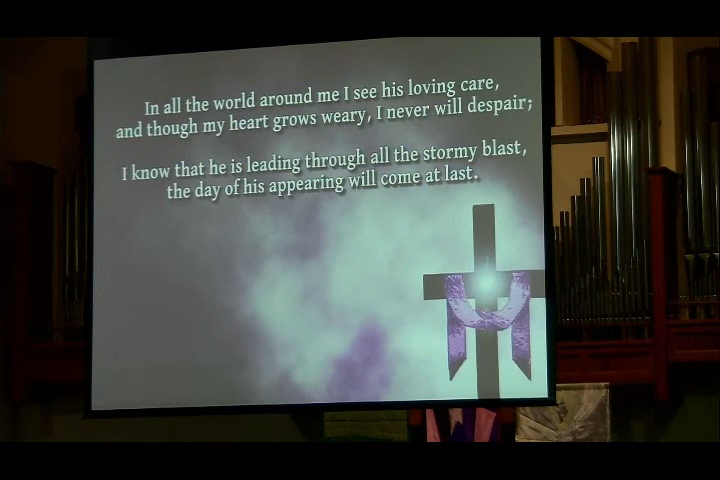 In all the world around me I see his loving care,
and though my heart grows weary, I never will despair;
I know that he is leading through all the stormy blast,
the day of his appearing will come at last.